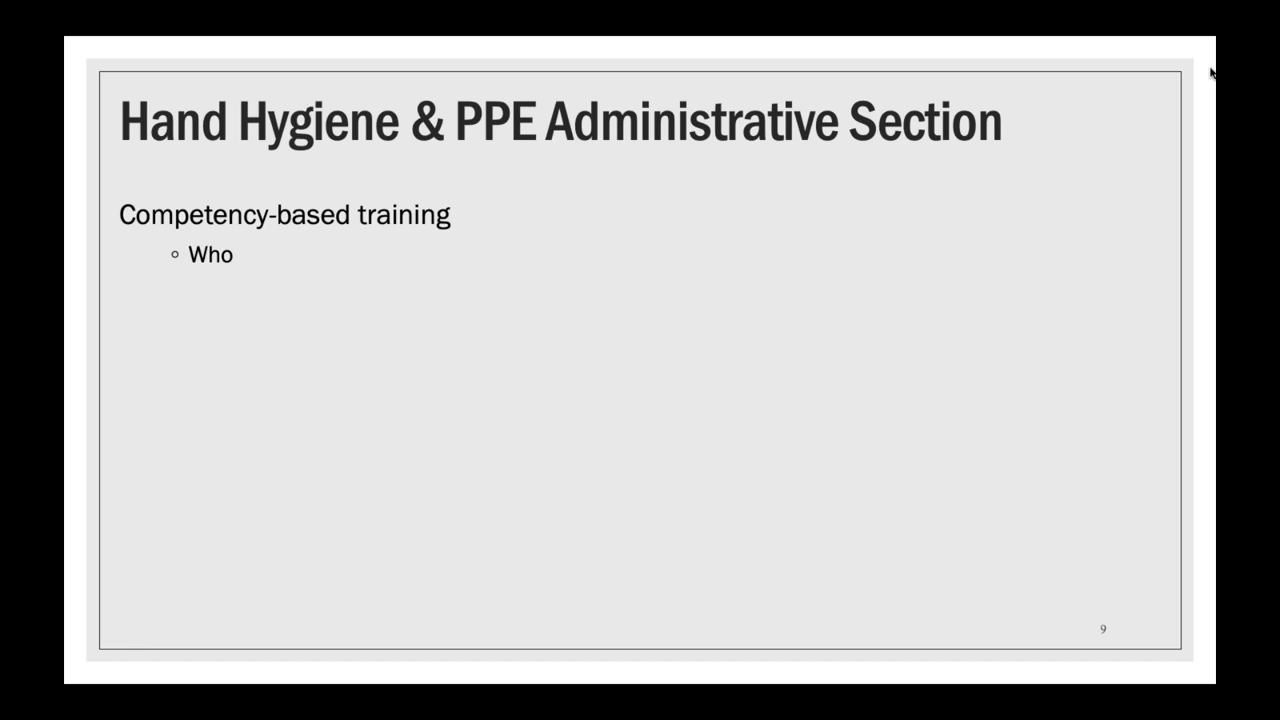 Hand Hygiene & PPE Administrative Section
Competency-based training
◦ Who
9